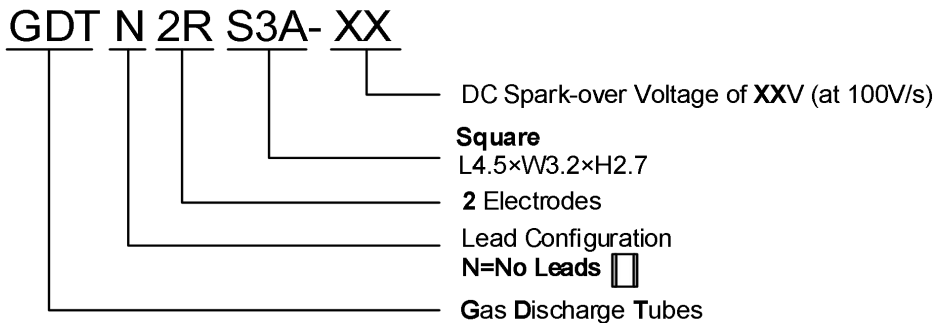 GDT N 2R S3A- XX
DC Spark-over Voltage of XXV (at 100V/s)
Square
L4.5×W3.2×H2.7
2 Electrodes
Lead Configuration
N=No Leads
Gas Discharge Tubes